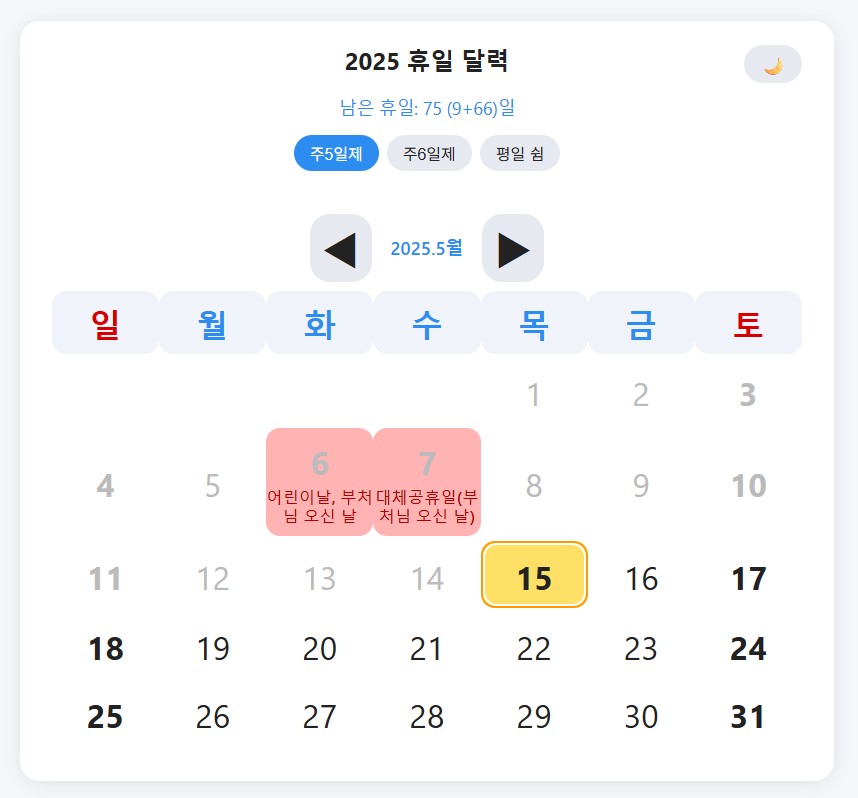 2025 휴일 달력
남은 휴일: 75 (9+66)일
주5일제 주6일제 평일 쉼
◀ 2025.5월 ▶
일 월 화 수 목 금 토
1 2 3
4 5 6 7 8 9 10
어린이날, 부처 대체공휴일(부
님 오신 날 처님 오신 날)
11 12 13 14 15 16 17
18 19 20 21 22 23 24
25 26 27 28 29 30 31